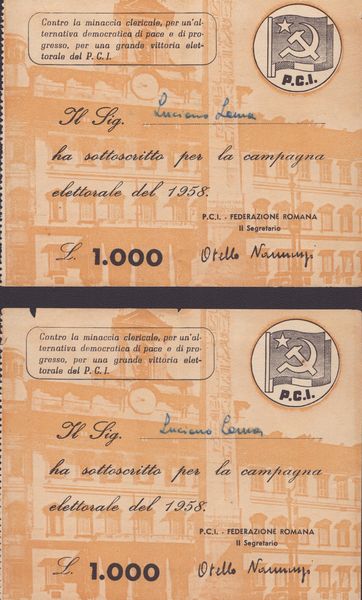 Contro la minaccia clericale, per un'al-
ternativa democratica di pace e di pro-
gresso, per una grande vittoria elet-
torale del P.C.I.
P.C.I.
Il Sig. Luciano Lama
ha sottoscritto per la campagna
elettorale del 1958.
P.C.I. - FEDERAZIONE ROMANA
Il Segretario
L. 1.000 Otello Nannuzzi
Contro la minaccia clericale, per un'al-
ternativa democratica di pace e di pro-
gresso, per una grande vittoria elet-
torale del P.C.I.
P.C.I.
Il Sig. Luciano Lama
ha sottoscritto per la campagna
elettorale del 1958.
P.C.I. - FEDERAZIONE ROMANA
Il Segretario
L. 1.000 Otello Nannuzzi